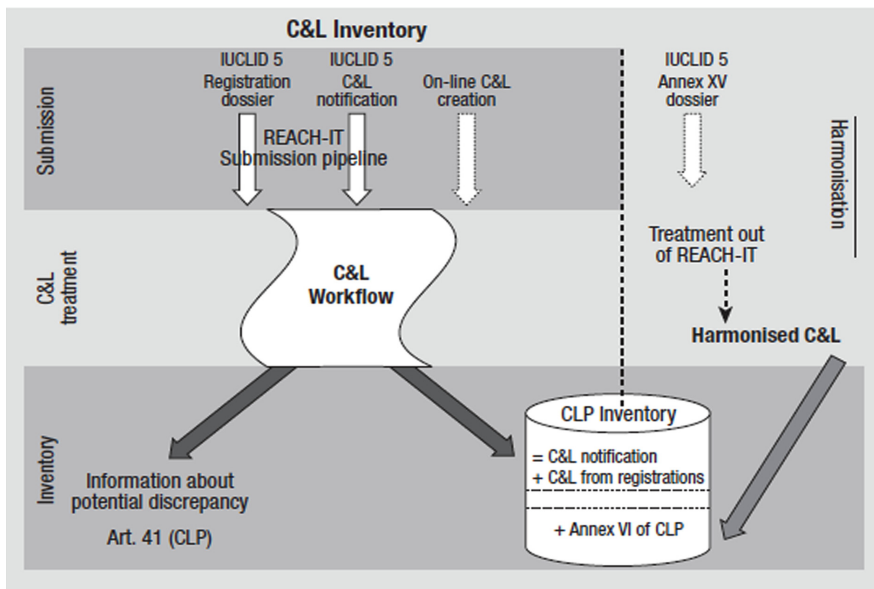 C&L Inventory
Submission
IUCLID 5
Registration
dossier
IUCLID 5
C&L
notification
On-line C&L
creation
IUCLID 5
Annex XV
dossier
REACH-IT
Submission pipeline
Harmonisation
C&L
treatment
C&L
Workflow
Treatment out
of REACH-IT
Harmonised C&L
Inventory
Information about
potential discrepancy
Art. 41 (CLP)
CLP Inventory
= C&L notification
+ C&L from registrations
+ Annex VI of CLP